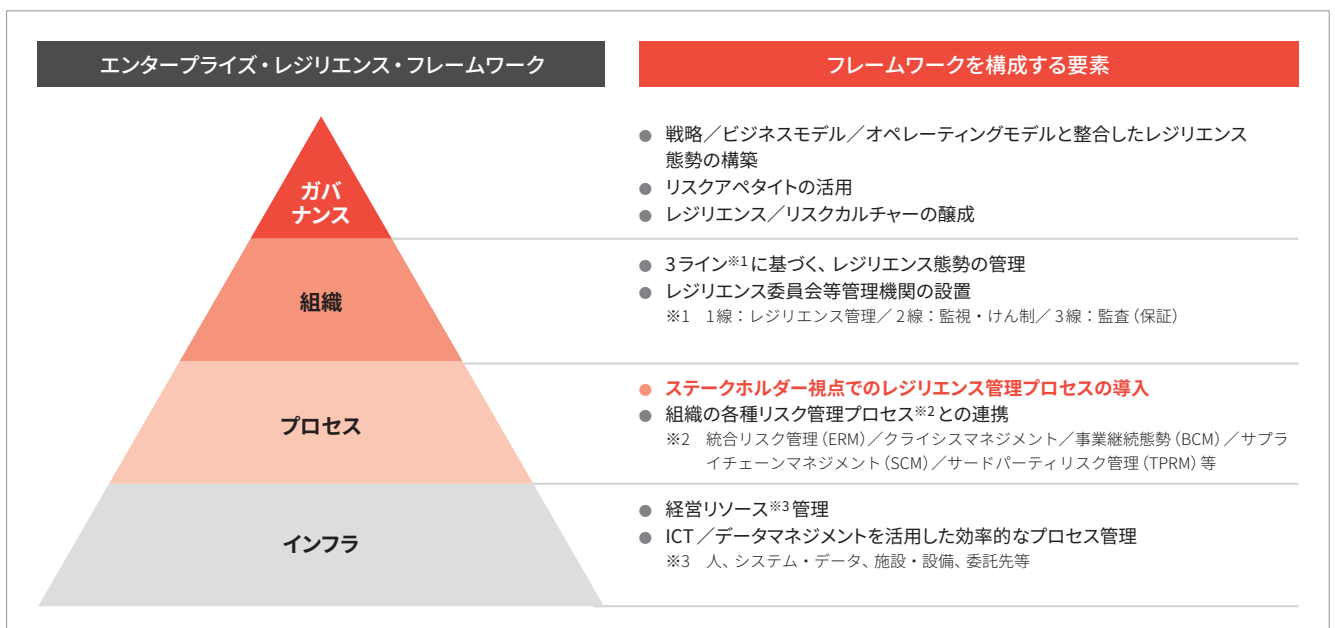 エンタープライズ・レジリエンス・フレームワーク
フレームワークを構成する要素
ガバ
ナンス
● 戦略／ビジネスモデル／オペレーティングモデルと整合したレジリエンス
態勢の構築
● リスクアペタイトの活用
● レジリエンス／リスクカルチャーの醸成
組織
● 3ライン※1に基づく、レジリエンス態勢の管理
● レジリエンス委員会等管理機関の設置
※1 1線：レジリエンス管理／2線：監視・けん制／3線：監査（保証）
プロセス
● ステークホルダー視点でのレジリエンス管理プロセスの導入
● 組織の各種リスク管理プロセス※2との連携
※2 統合リスク管理（ERM）／クライシスマネジメント／事業継続態勢（BCM）／サプラ
イチェーンマネジメント（SCM）／サードパーティリスク管理（TPRM）等
インフラ
● 経営リソース※3管理
● ICT／データマネジメントを活用した効率的なプロセス管理
※3 人、システム・データ、施設・設備、委託先等